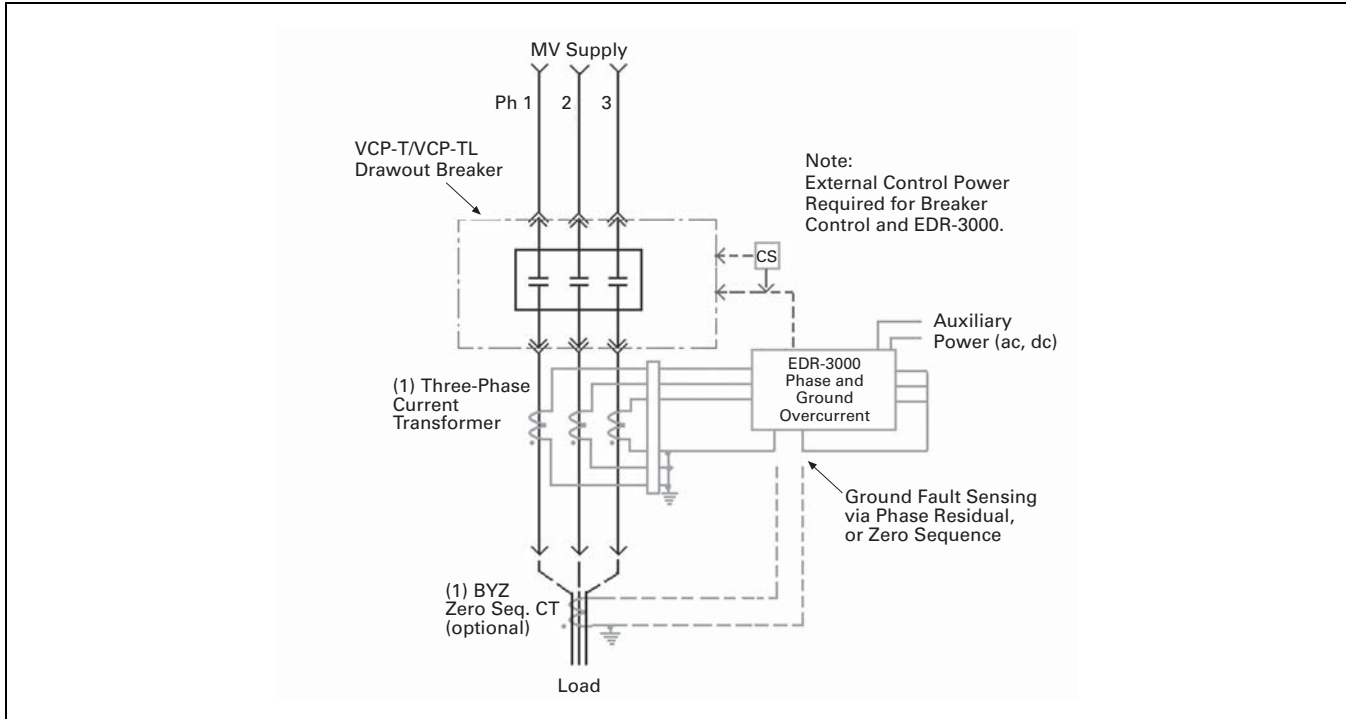 MV Supply
Ph 1 2 3
VCP-T/VCP-TL
Drawout Breaker
Note:
External Control Power
Required for Breaker
Control and EDR-3000.
CS
Auxiliary
Power (ac, dc)
EDR-3000
Phase and
Ground
Overcurrent
(1) Three-Phase
Current
Transformer
Ground Fault Sensing
via Phase Residual,
or Zero Sequence
(1) BYZ
Zero Seq. CT
(optional)
Load